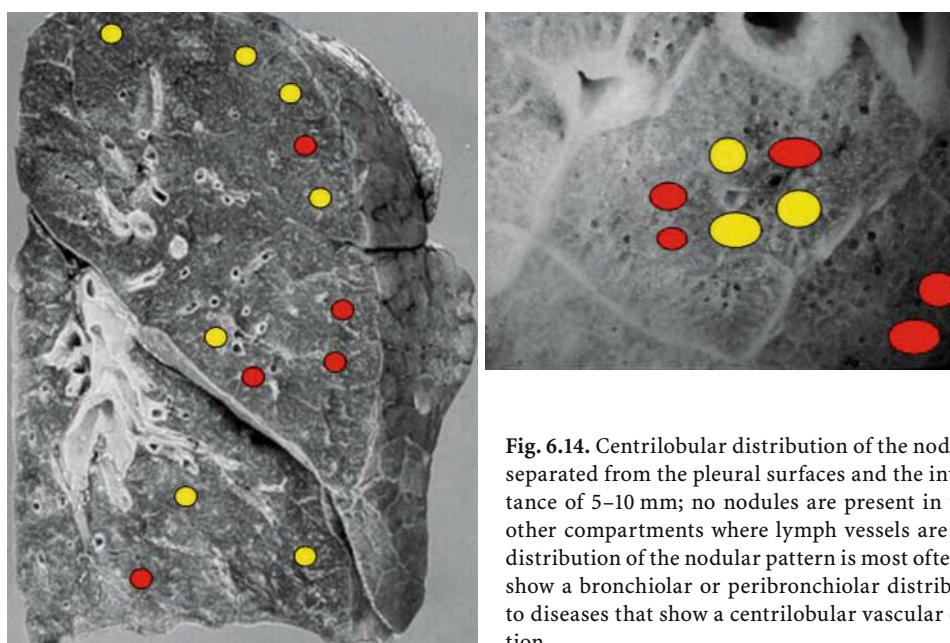 Fig. 6.14. Centrilobular distribution of the nod
separated from the pleural surfaces and the in
tance of 5–10 mm; no nodules are present in
other compartments where lymph vessels are
distribution of the nodular pattern is most ofte
show a bronchiolar or peribronchiolar distrib
to diseases that show a centrilobular vascular
tion